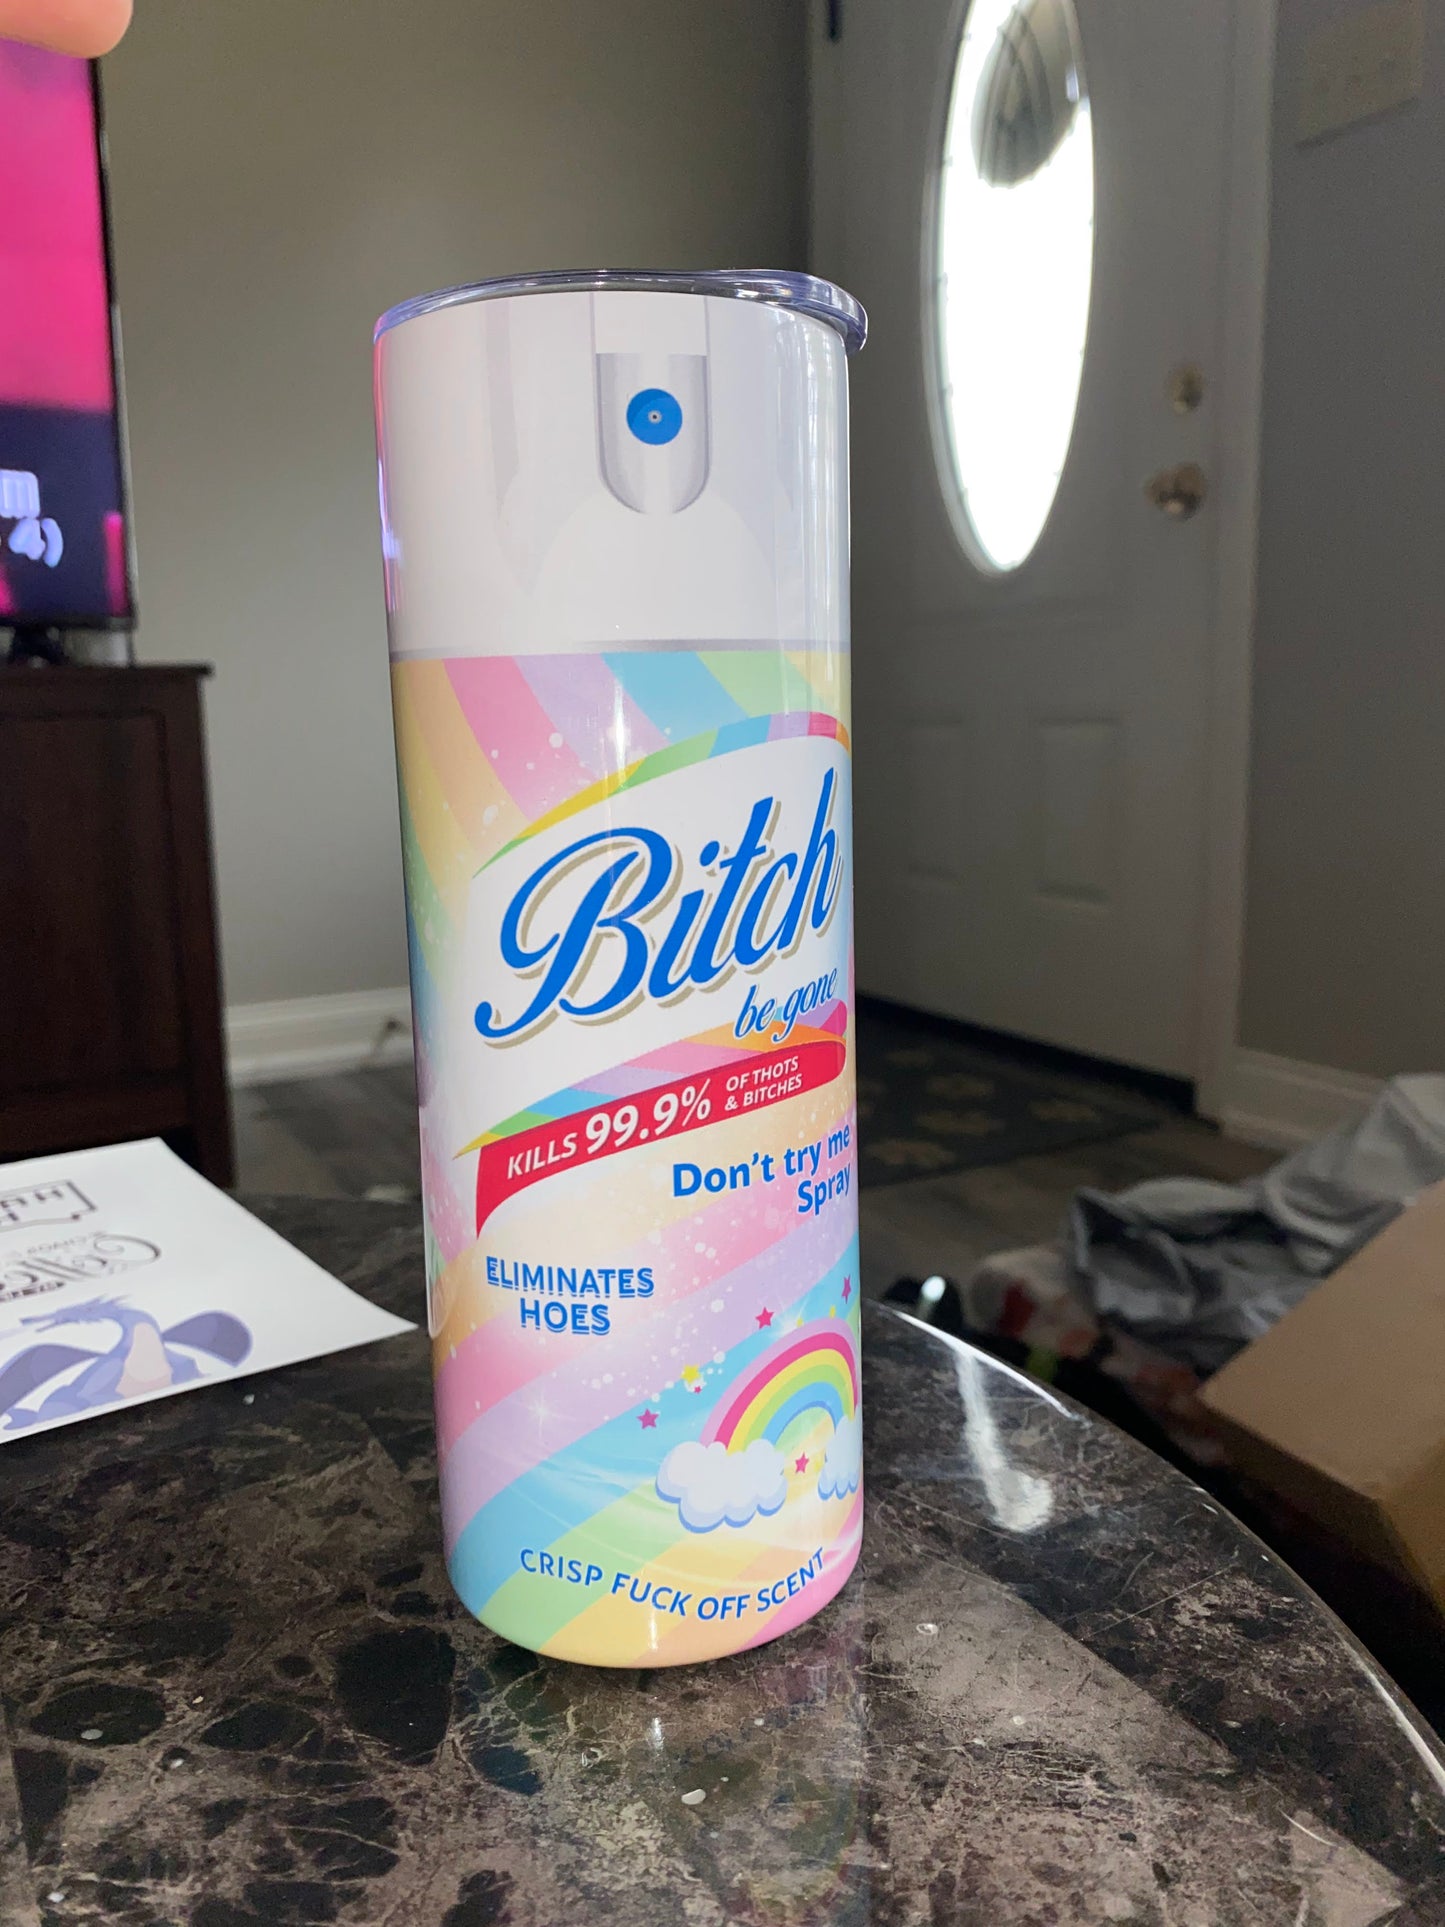 Bitch
be gone
KILLS 99.9% OF THOTS
& BITCHES
Don't try me
Spray
ELIMINATES
HOES
CRISP FUCK OFF SCENT